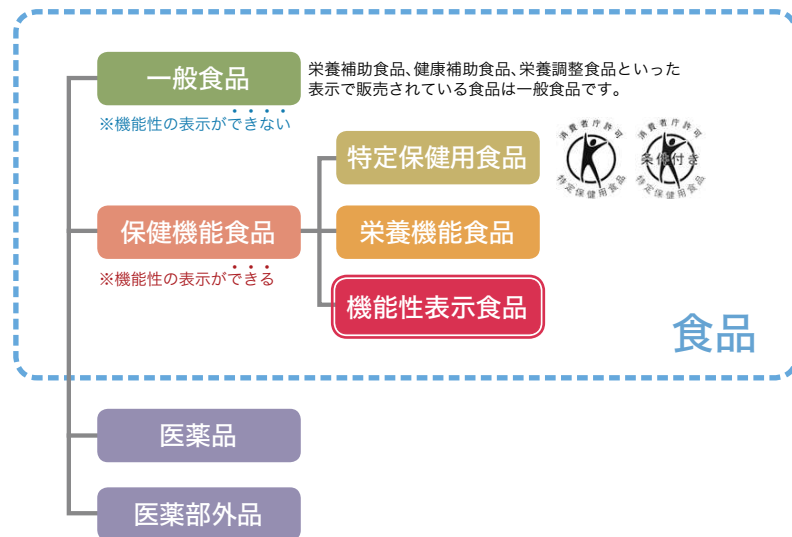 一般食品
栄養補助食品、健康補助食品、栄養調整食品といった
表示で販売されている食品は一般食品です。
※機能性の表示ができない
特定保健用食品
消費者庁許可
特定保健用食品
消費者庁許可
条件付き
特定保健用食品
保健機能食品
栄養機能食品
※機能性の表示ができる
機能性表示食品
食品
医薬品
医薬部外品